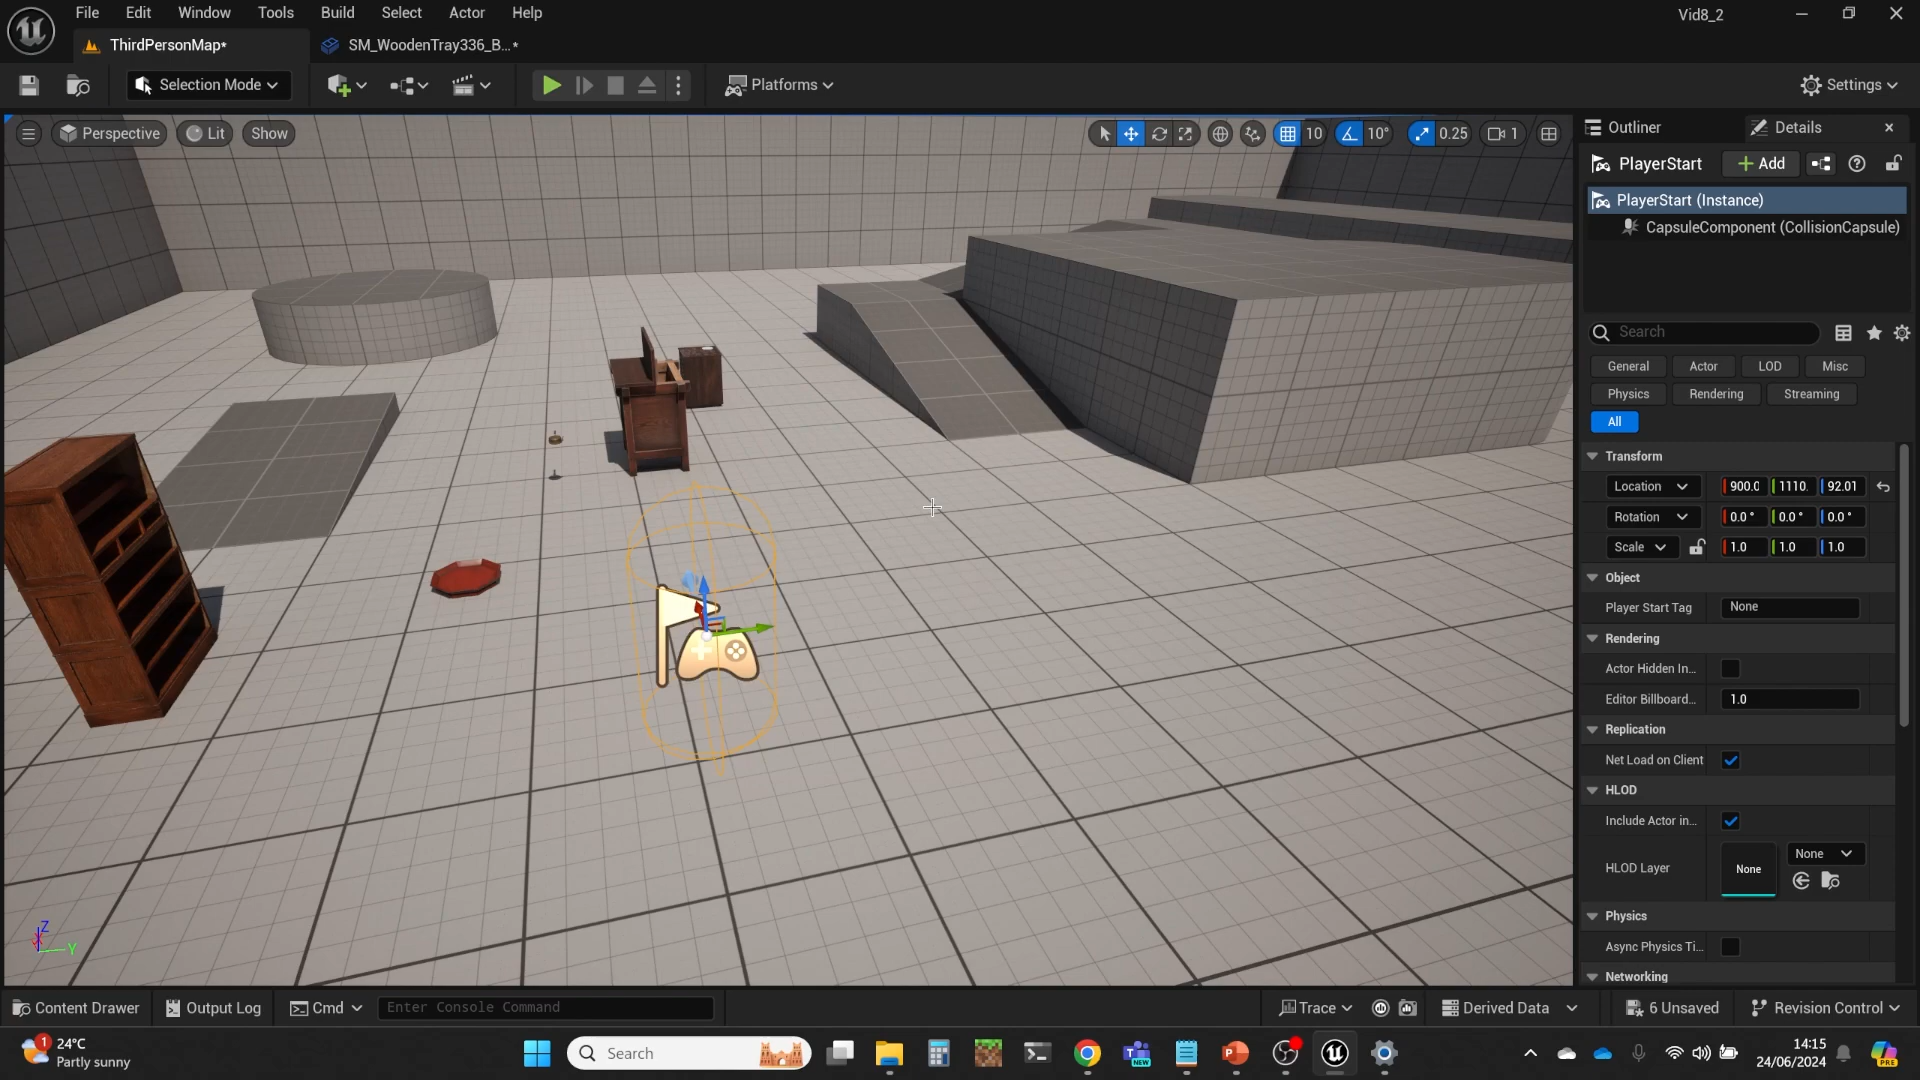 File Edit Window Tools Build Select Actor Help
Vid8_2
ThirdPersonMap*
SM_WoodenTray336_B...*
Selection Mode
Platforms
Settings
Perspective
Lit
Show
10
10°
0.25
1
Outliner
Details
PlayerStart
Add
PlayerStart (Instance)
CapsuleComponent (CollisionCapsule)
Search
General Actor LOD Misc
Physics Rendering Streaming
All
Transform
Location 900.0 1110. 92.01
Rotation 0.0 ° 0.0 ° 0.0 °
Scale 1.0 1.0 1.0
Object
Player Start Tag None
Rendering
Actor Hidden In...
Editor Billboard... 1.0
Replication
Net Load on Client
HLOD
Include Actor in...
HLOD Layer None None
Physics
Async Physics Ti...
Networking
Z
Y
Content Drawer
Output Log
Cmd
Enter Console Command
Trace
Derived Data
6 Unsaved
Revision Control
1
24°C
Partly sunny
Search
NEW
PRE
14:15
24/06/2024